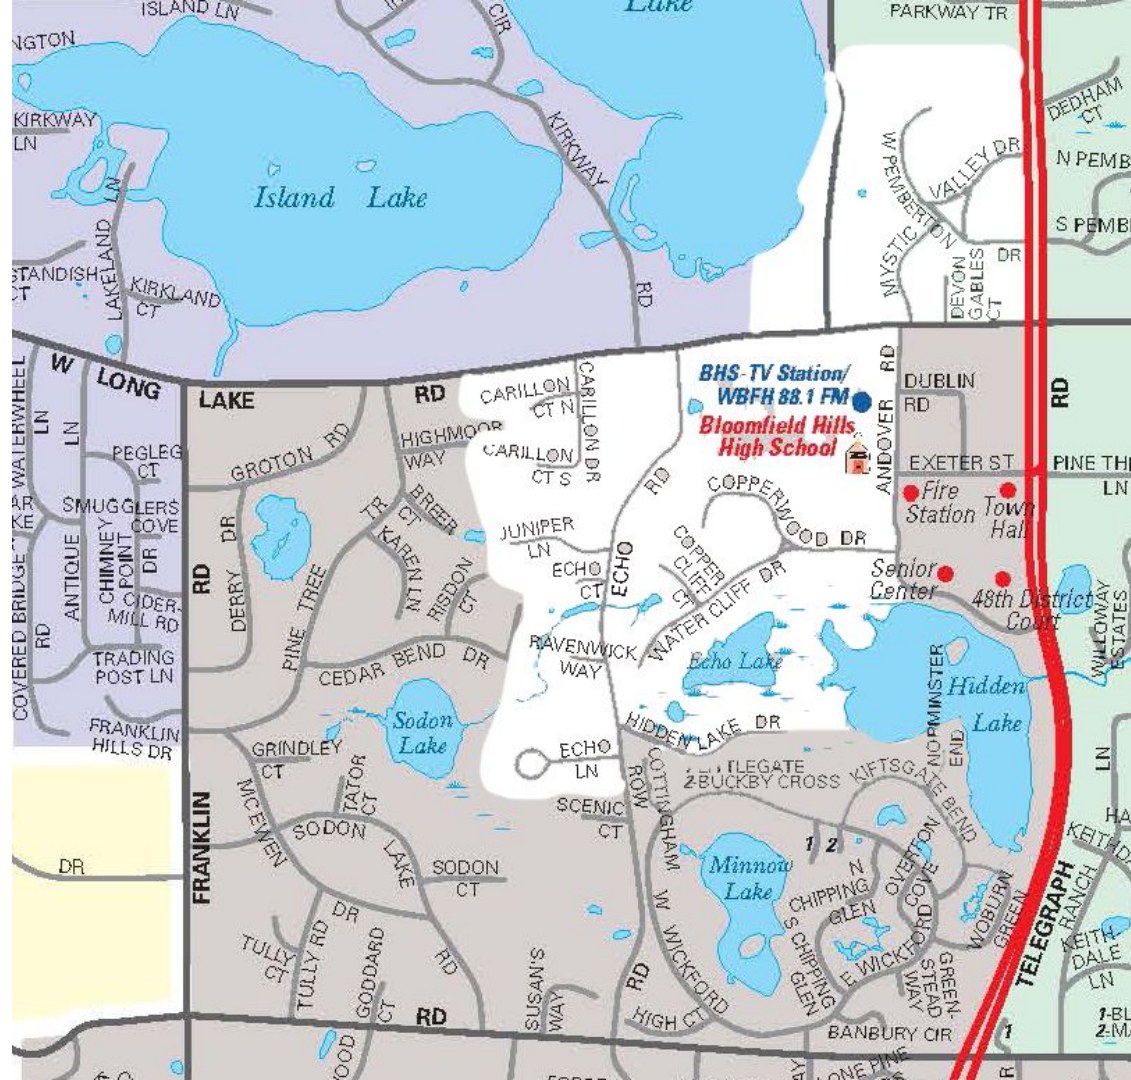 ISLAND LN
CIR
Lake
PARKWAY TR
NGTON
KIRKWAY
LN
KIRKWAY
RD
DEDHAM
CT
N PEMB
S PEMB
W PEMBERTON
DR
VALLEY DR
MYSTIC
DEVON
GABLES
CT
Island Lake
LAKELAND LN
STANDISH
CT
KIRKLAND
CT
W LONG LAKE RD
WATERWHEEL
LN
LN
ANTIQUE
PEGLEG
CT
SMUGGLERS
COVE
CHIMNEY
POINT DR
CIDER
MILL RD
COVERED BRIDGE
RD
AR
KE
TRADING
POST LN
FRANKLIN
HILLS DR
FRANKLIN RD
GROTON RD
DERRY DR
HIGHMOOR
WAY
PINE TREE TR
BREER
CT
KAREN LN
RISDON
CT
CEDAR BEND DR
CARILLON
CT N
CARILLON
CT S
CARILLON DR
BHS-TV Station/
WBFH 88.1 FM
Bloomfield Hills
High School
ANDOVER RD
DUBLIN
RD
EXETER ST
PINE TH
LN
RD
Fire
Station
Town
Hall
Senior
Center
48th District
Court
COPPERWOOD DR
COPPER
CLIFF
CT
WATER CLIFF DR
JUNIPER
LN
ECHO
CT
ECHO RD
RAVENWICK
WAY
Echo Lake
HIDDEN LAKE DR
Hidden
Lake
NORMINSTER
END
WILLOWAY
ESTATES
Sodon
Lake
GRINDLEY
CT
TATOR
CT
MCEWEN
SODON LAKE
DR
RD
SODON
CT
ECHO
LN
SCENIC
CT
COTTINGHAM
ROW
2-BUCKBY CROSS
KIFTSGATE BEND
1 2
Minnow
Lake
N
CHIPPING
GLEN
S CHIPPING
GLEN
OVERTON
COVE
WOBURN
GREEN
W WICKFORD
E WICKFORD
GREEN-
STEAD
WAY
BANBURY CIR
HIGH CT
RD
SUSAN'S
WAY
GODDARD
CT
TULLY
CT
TULLY RD
DR
RD
TELEGRAPH
LN
HA
KEITHDA
RANCH
KEITH
DALE
LN
1-BL
2-MA
1
LONE PINE
WOOD